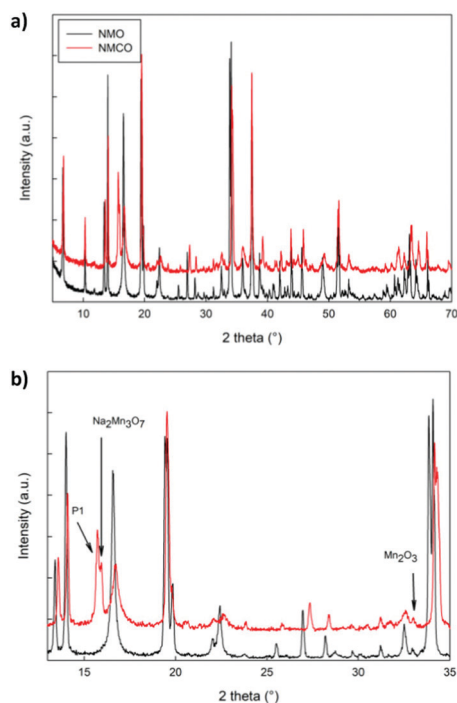 a)
NMO
NMCO
Intensity (a.u.)
10 20 30 40 50 60 70
2 theta (°)
b)
Na₂Mn₃O₇
P1
Mn₂O₃
Intensity (a.u.)
15 20 25 30 35
2 theta (°)